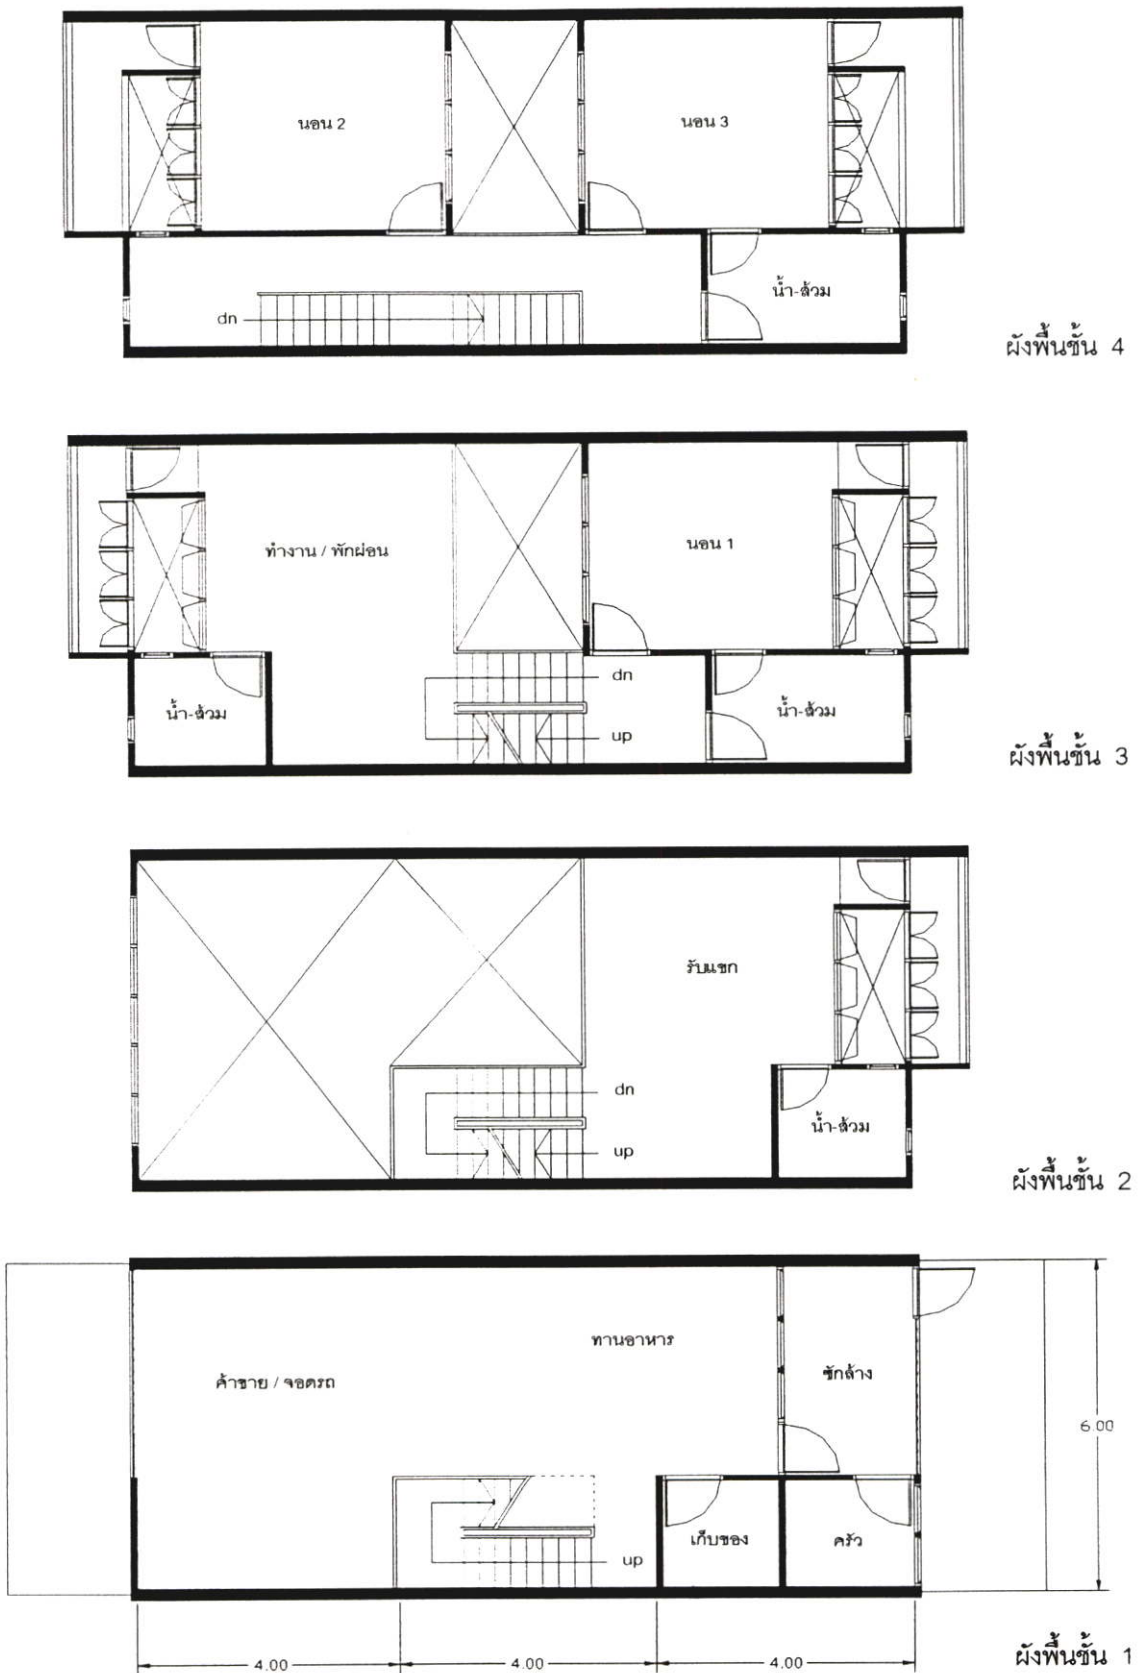 นอน 2
นอน 3
น้ำ-ส้วม
dn
ผังพื้นชั้น 4
ทำงาน / พักผ่อน
นอน 1
dn
น้ำ-ส้วม
น้ำ-ส้วม
up
ผังพื้นชั้น 3
รับแขก
dn
น้ำ-ส้วม
up
ผังพื้นชั้น 2
ทานอาหาร
ค้าขาย / จอดรถ
ซักล้าง
6.00
เก็บของ
ครัว
up
ผังพื้นชั้น 1
4.00
4.00
4.00